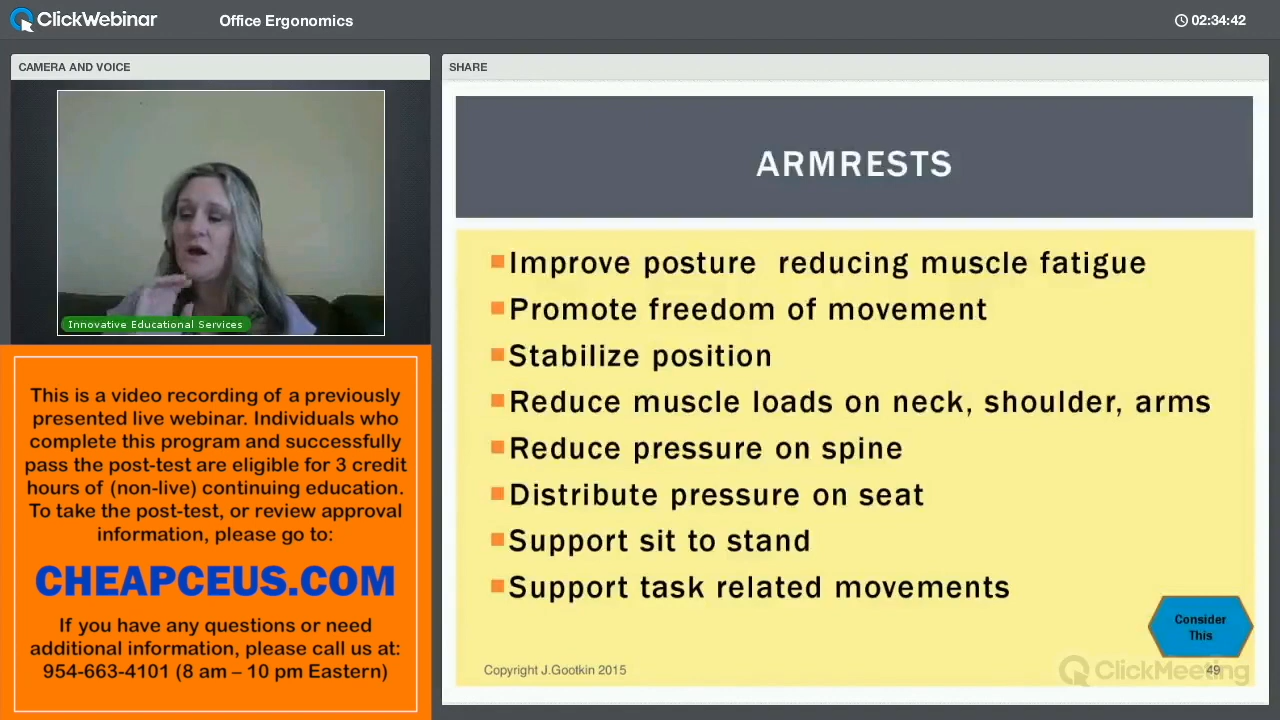 ClickWebinar
Office Ergonomics
02:34:42
CAMERA AND VOICE
Innovative Educational Services
This is a video recording of a previously
presented live webinar. Individuals who
complete this program and successfully
pass the post-test are eligible for 3 credit
hours of (non-live) continuing education.
To take the post-test, or review approval
information, please go to:
CHEAPCEUS.COM
If you have any questions or need
additional information, please call us at:
954-663-4101 (8 am – 10 pm Eastern)
SHARE
ARMRESTS
Improve posture  reducing muscle fatigue
Promote freedom of movement
Stabilize position
Reduce muscle loads on neck, shoulder, arms
Reduce pressure on spine
Distribute pressure on seat
Support sit to stand
Support task related movements
Consider
This
Copyright J.Gootkin 2015
49
ClickMeeting